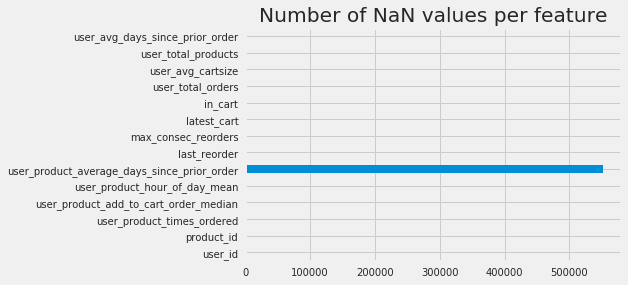 Number of NaN values per feature
user_avg_days_since_prior_order
user_total_products
user_avg_cartsize
user_total_orders
in_cart
latest_cart
max_consec_reorders
last_reorder
user_product_average_days_since_prior_order
user_product_hour_of_day_mean
user_product_add_to_cart_order_median
user_product_times_ordered
product_id
user_id
0 100000 200000 300000 400000 500000